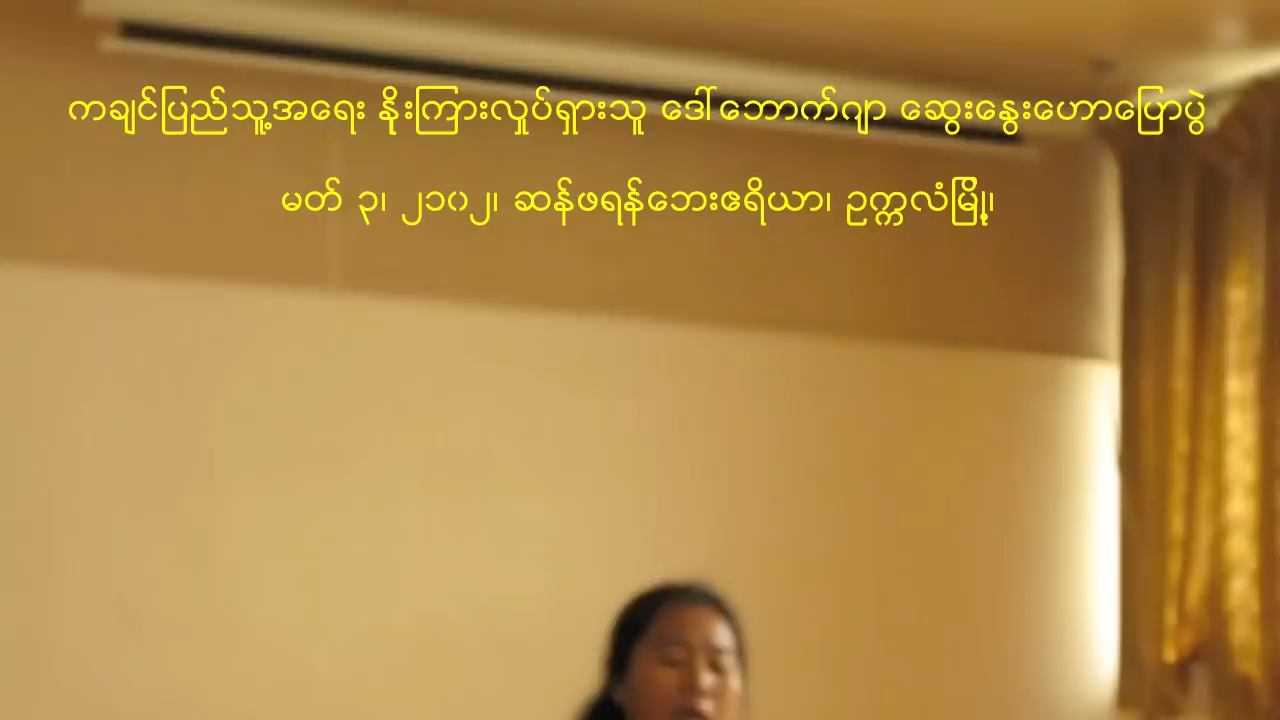 ကချင်ပြည်သူ့အရေး နိုးကြားလှုပ်ရှားသူ ဒေါ်ဘောက်ဂျာ ဆွေးနွေးဟောပြောပွဲ
မတ် ၃၊ ၂၁၀၂၊ ဆန်ဖရန်ဘေးဧရိယာ၊ ဉက္ကလံမြို့၊